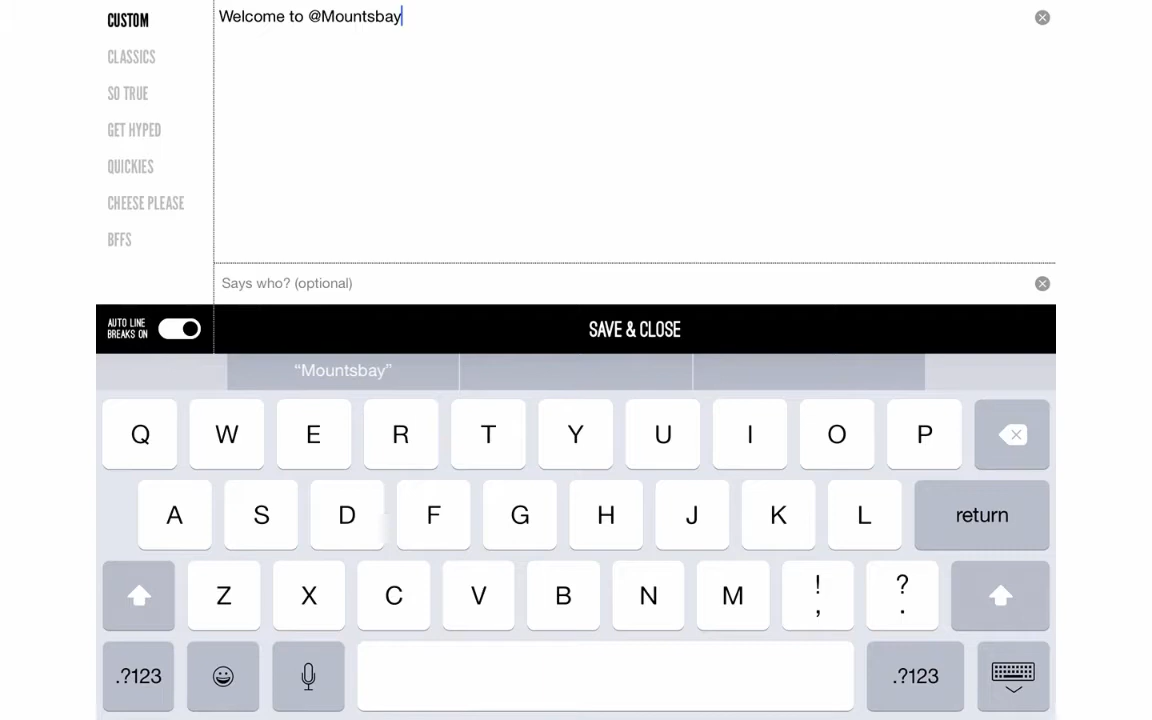 CUSTOM
Welcome to @Mountsbay
CLASSICS
SO TRUE
GET HYPED
QUICKIES
CHEESE PLEASE
BFFS
Says who? (optional)
AUTO LINE
BREAKS ON
SAVE & CLOSE
“Mountsbay”
Q W E R T Y U I O P
A S D F G H J K L return
Z X C V B N M ! , ? .
.?123 .?123